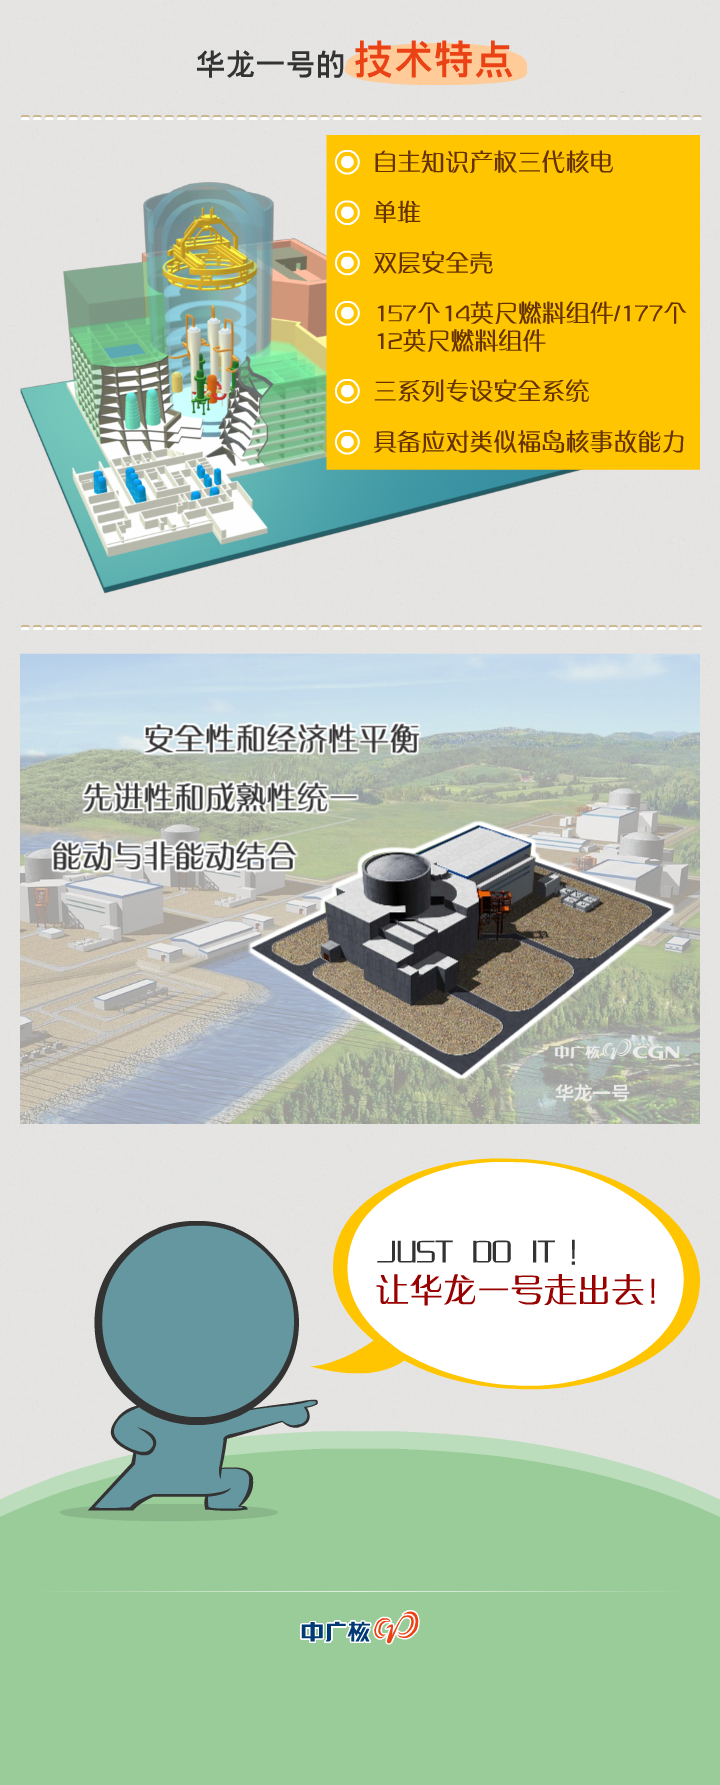 华龙一号的技术特点
自主知识产权三代核电
单堆
双层安全壳
157个14英尺燃料组件/177个
12英尺燃料组件
三系列专设安全系统
具备应对类似福岛核事故能力
安全性和经济性平衡
先进性和成熟性统一
能动与非能动结合
中广核 CGN
华龙一号
JUST DO IT！
让华龙一号走出去！
中广核